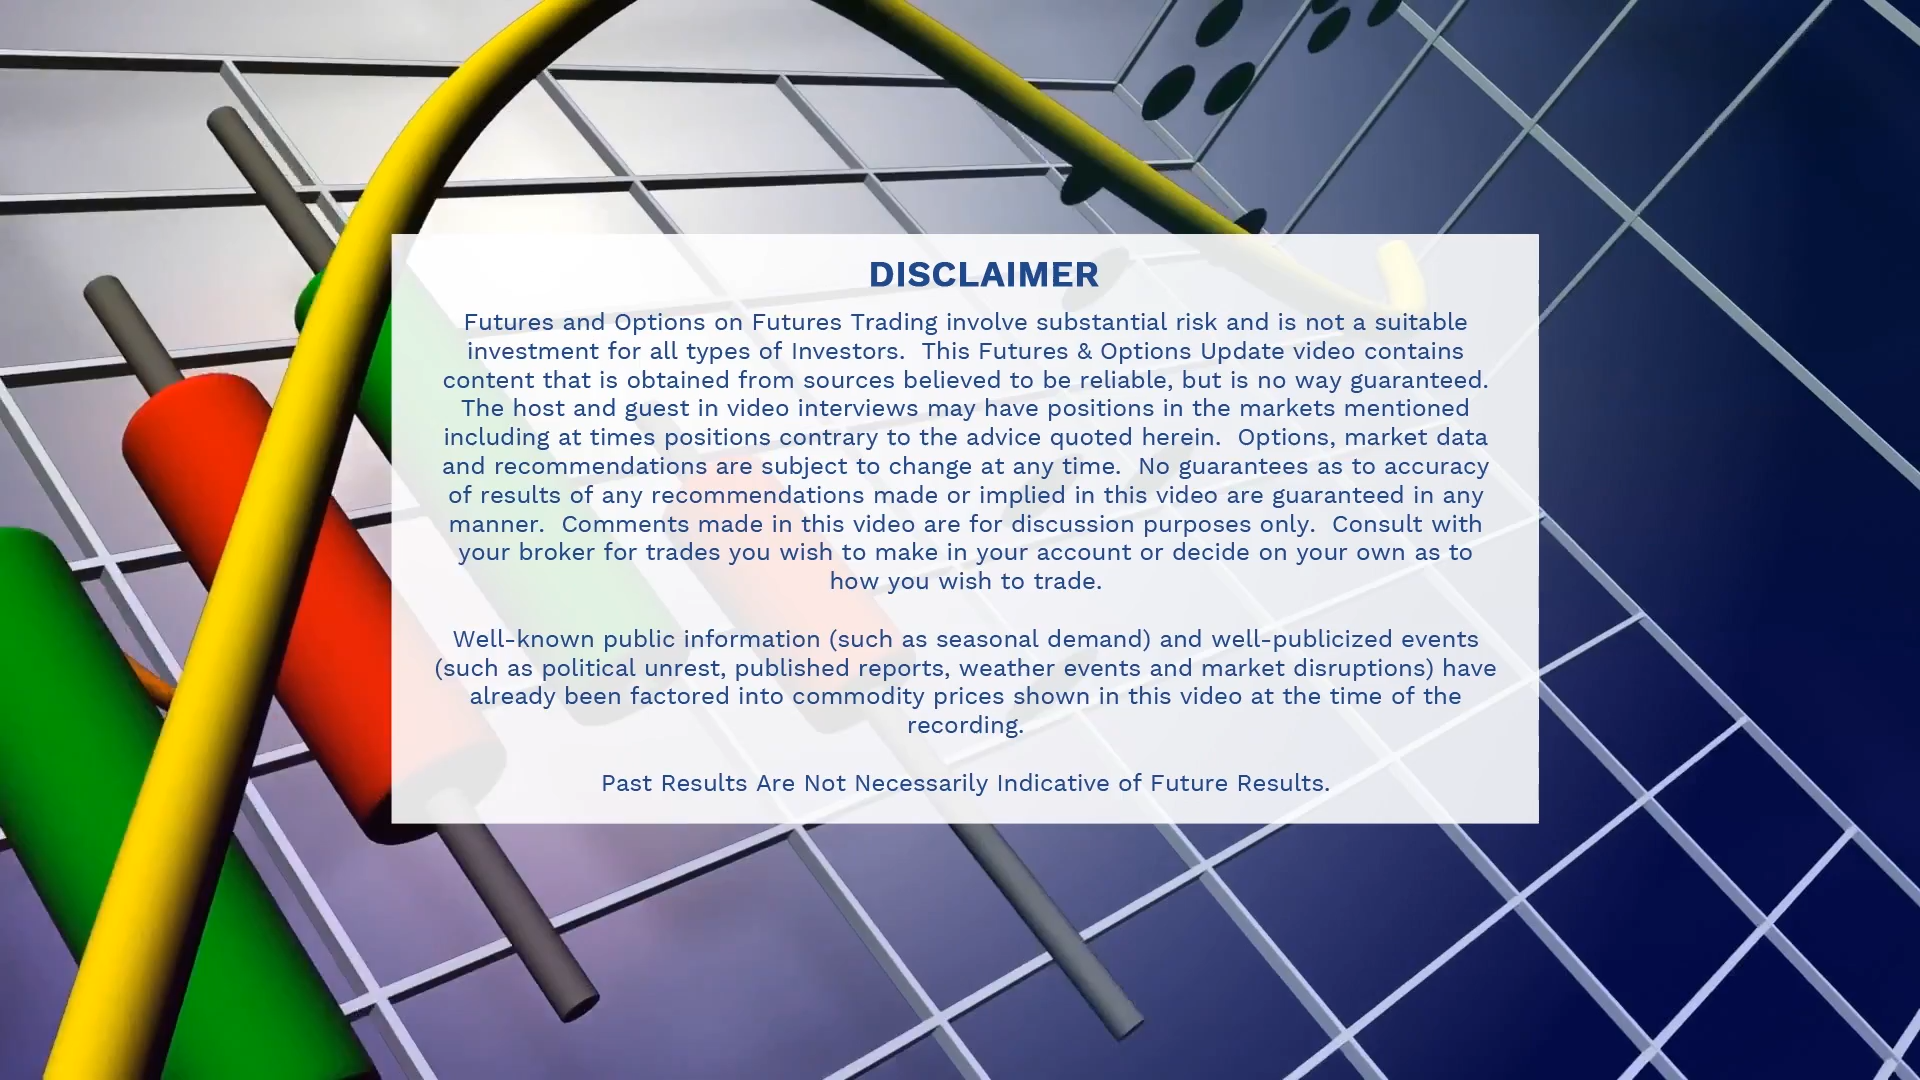 DISCLAIMER
Futures and Options on Futures Trading involve substantial risk and is not a suitable
investment for all types of Investors.  This Futures & Options Update video contains
content that is obtained from sources believed to be reliable, but is no way guaranteed.
The host and guest in video interviews may have positions in the markets mentioned
including at times positions contrary to the advice quoted herein.  Options, market data
and recommendations are subject to change at any time.  No guarantees as to accuracy
of results of any recommendations made or implied in this video are guaranteed in any
manner.  Comments made in this video are for discussion purposes only.  Consult with
your broker for trades you wish to make in your account or decide on your own as to
how you wish to trade.
Well-known public information (such as seasonal demand) and well-publicized events
(such as political unrest, published reports, weather events and market disruptions) have
already been factored into commodity prices shown in this video at the time of the
recording.
Past Results Are Not Necessarily Indicative of Future Results.